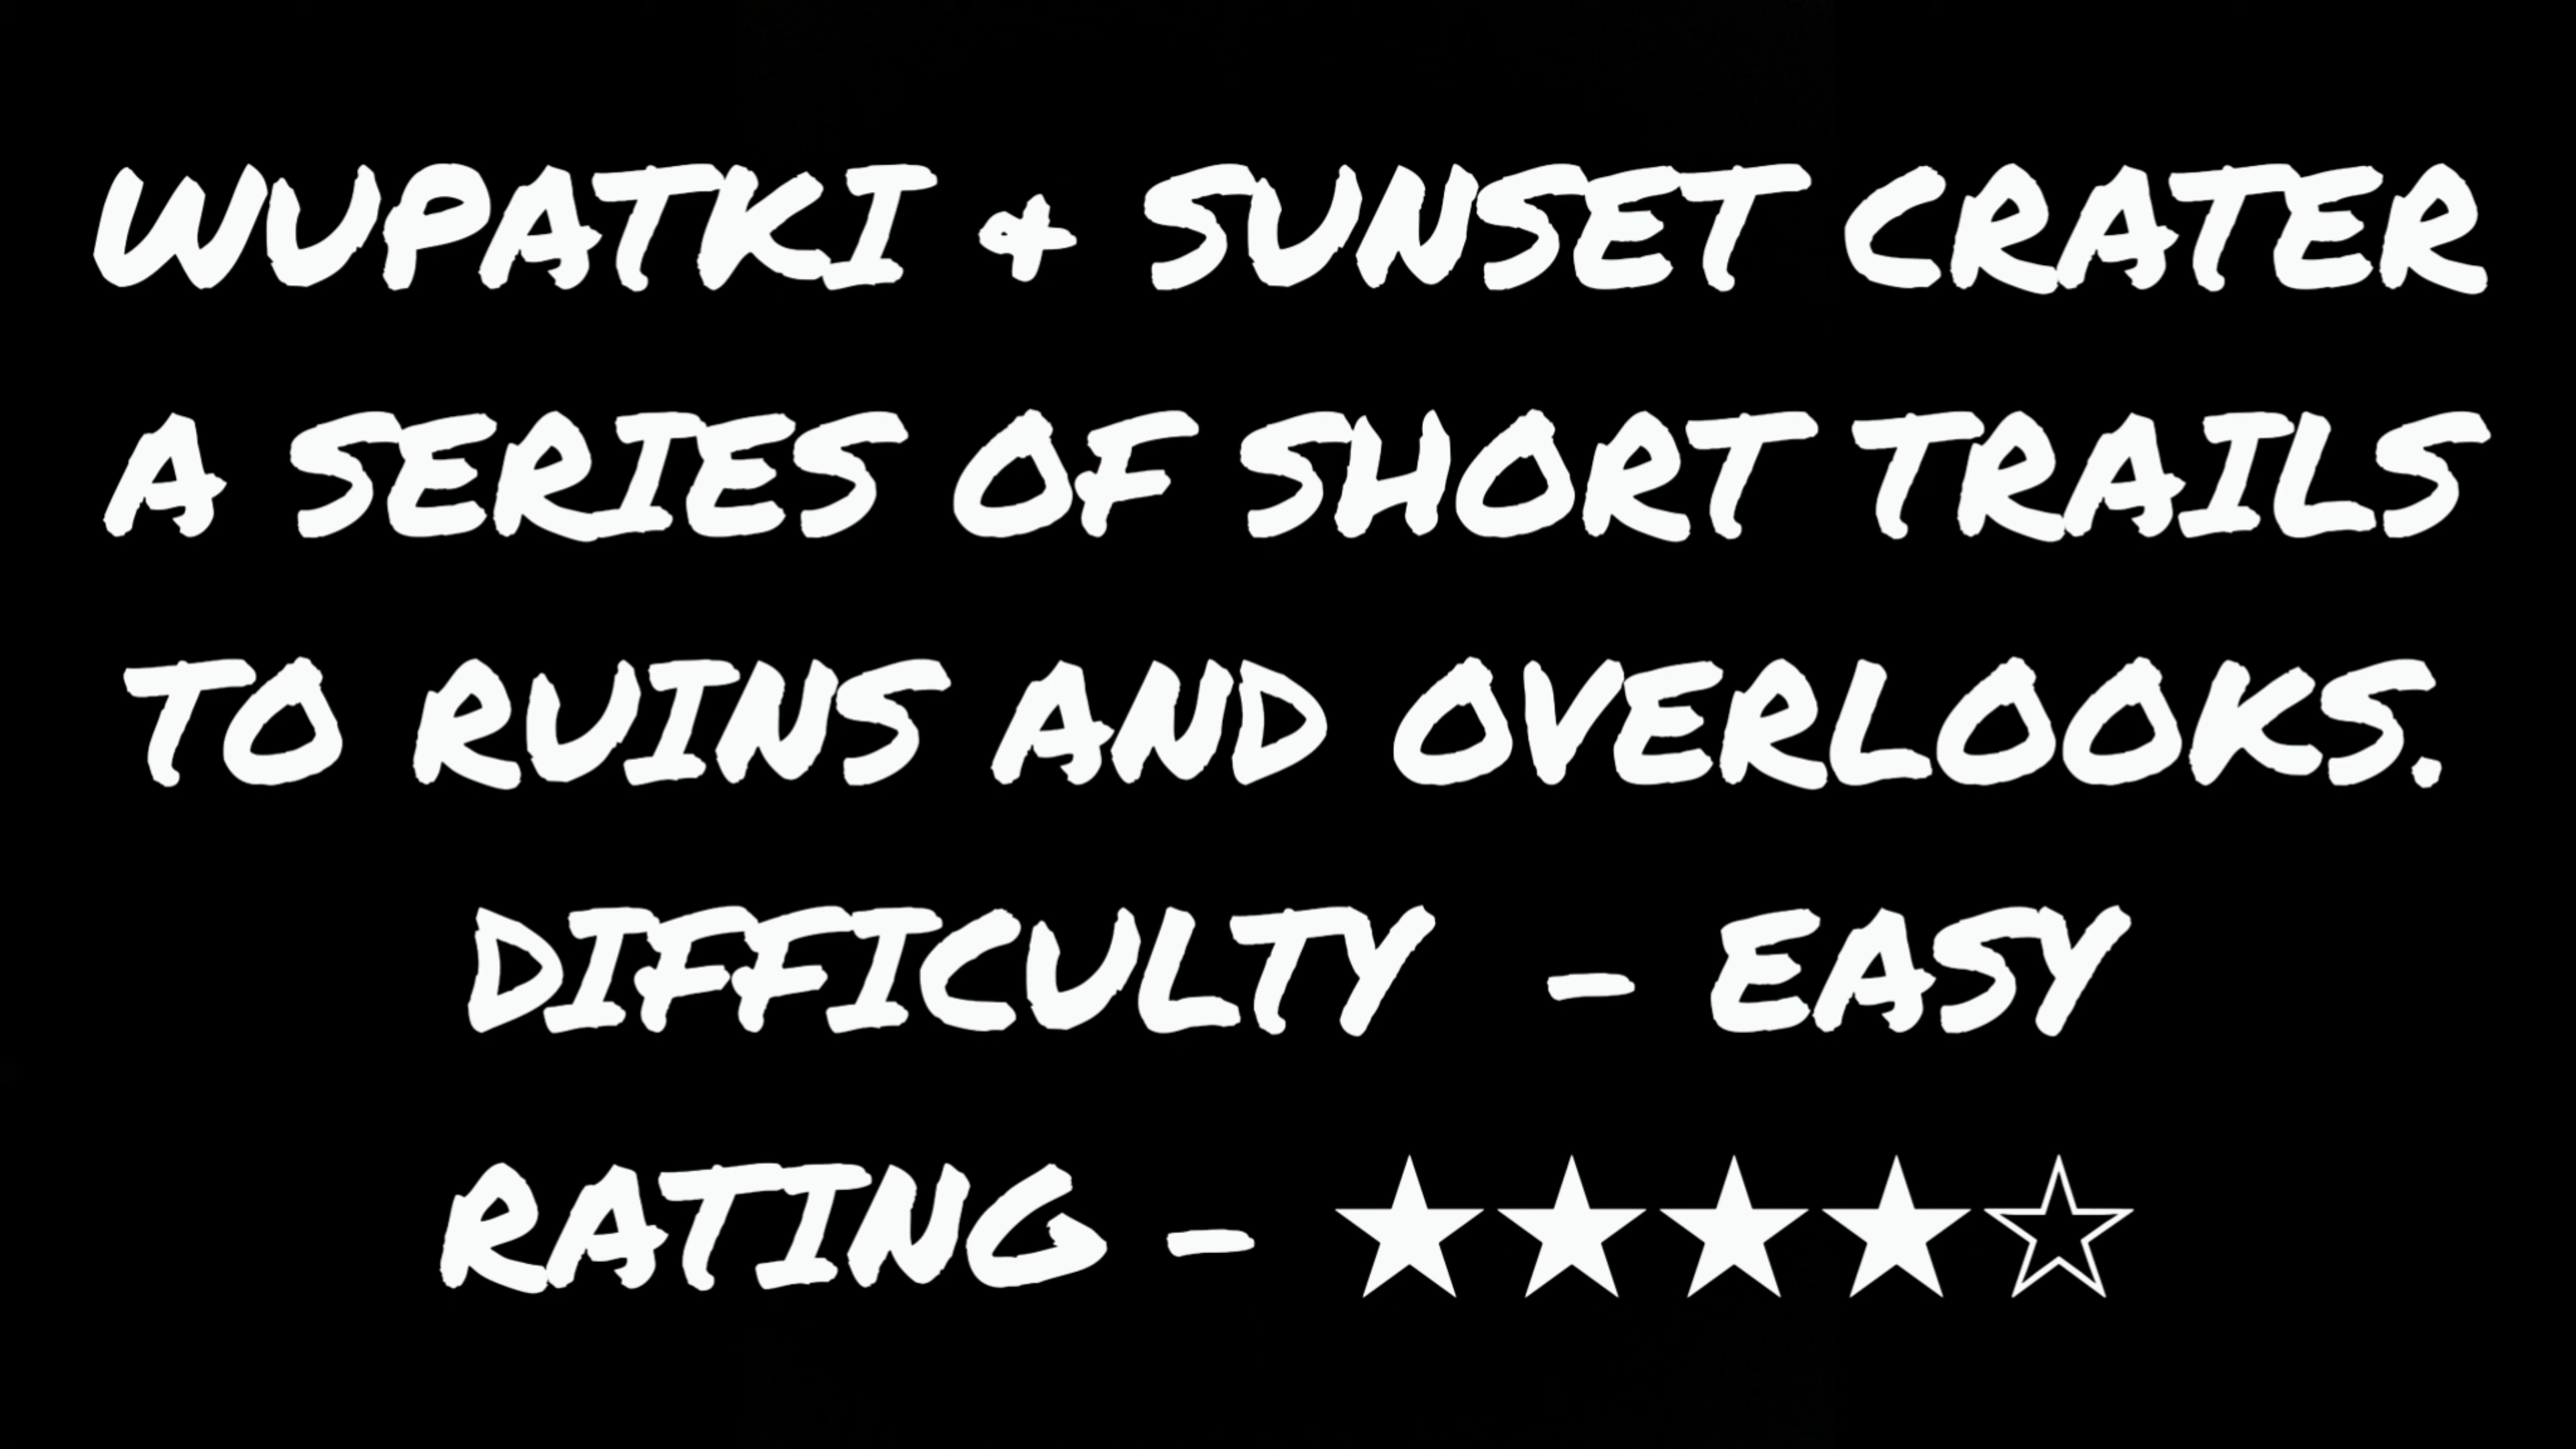 WUPATKI & SUNSET CRATER
A SERIES OF SHORT TRAILS
TO RUINS AND OVERLOOKS.
DIFFICULTY - EASY
RATING - ★★★★☆